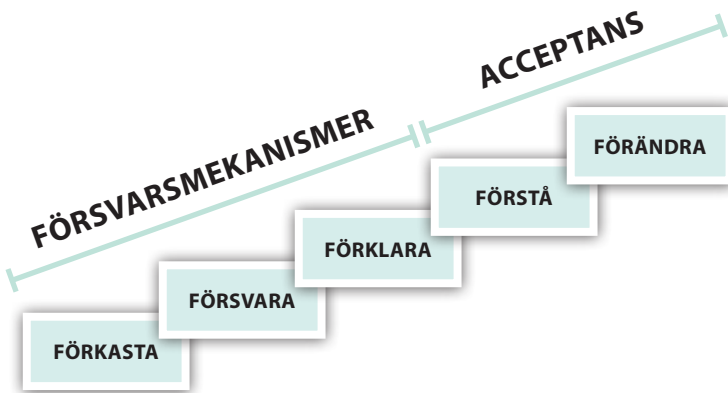 ACCEPTANS
FÖRSVARSMEKANISMER
FÖRÄNDRA
FÖRSTÅ
FÖRKLARA
FÖRSVARA
FÖRKASTA